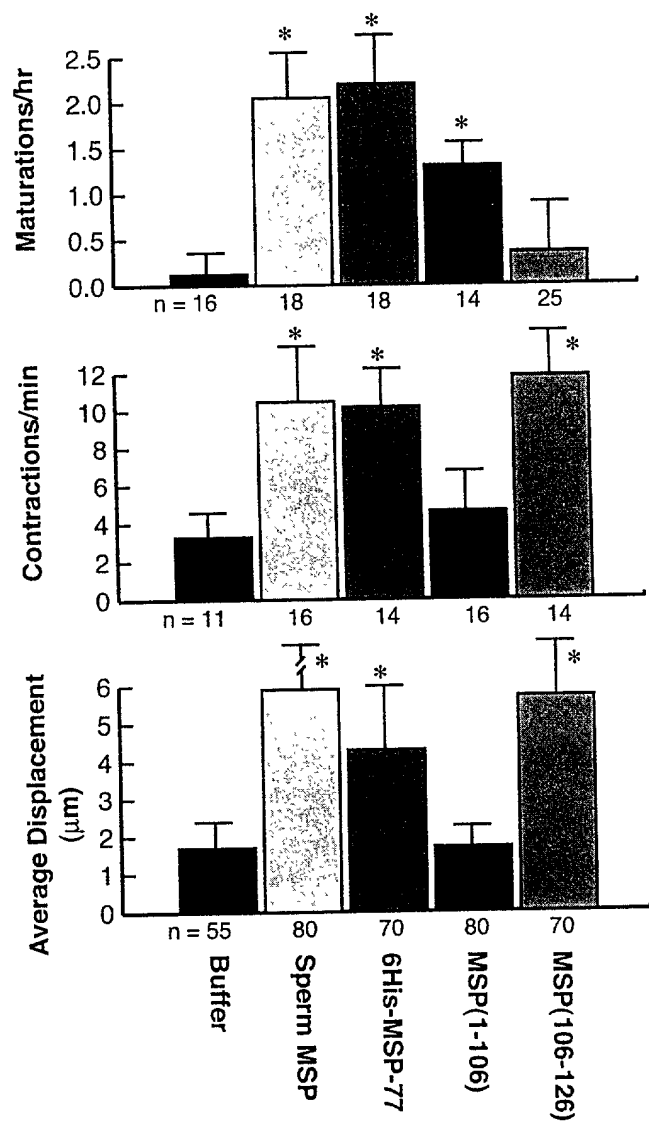 Maturations/hr
2.5
2.0
1.5
1.0
0.5
0.0
* * *
n = 16 18 18 14 25
Contractions/min
12
10
8
6
4
2
0
* * *
n = 11 16 14 16 14
Average Displacement
(µm)
6
5
4
3
2
1
0
* * *
n = 55 80 70 80 70
Buffer
Sperm MSP
6His-MSP-77
MSP(1-106)
MSP(106-126)